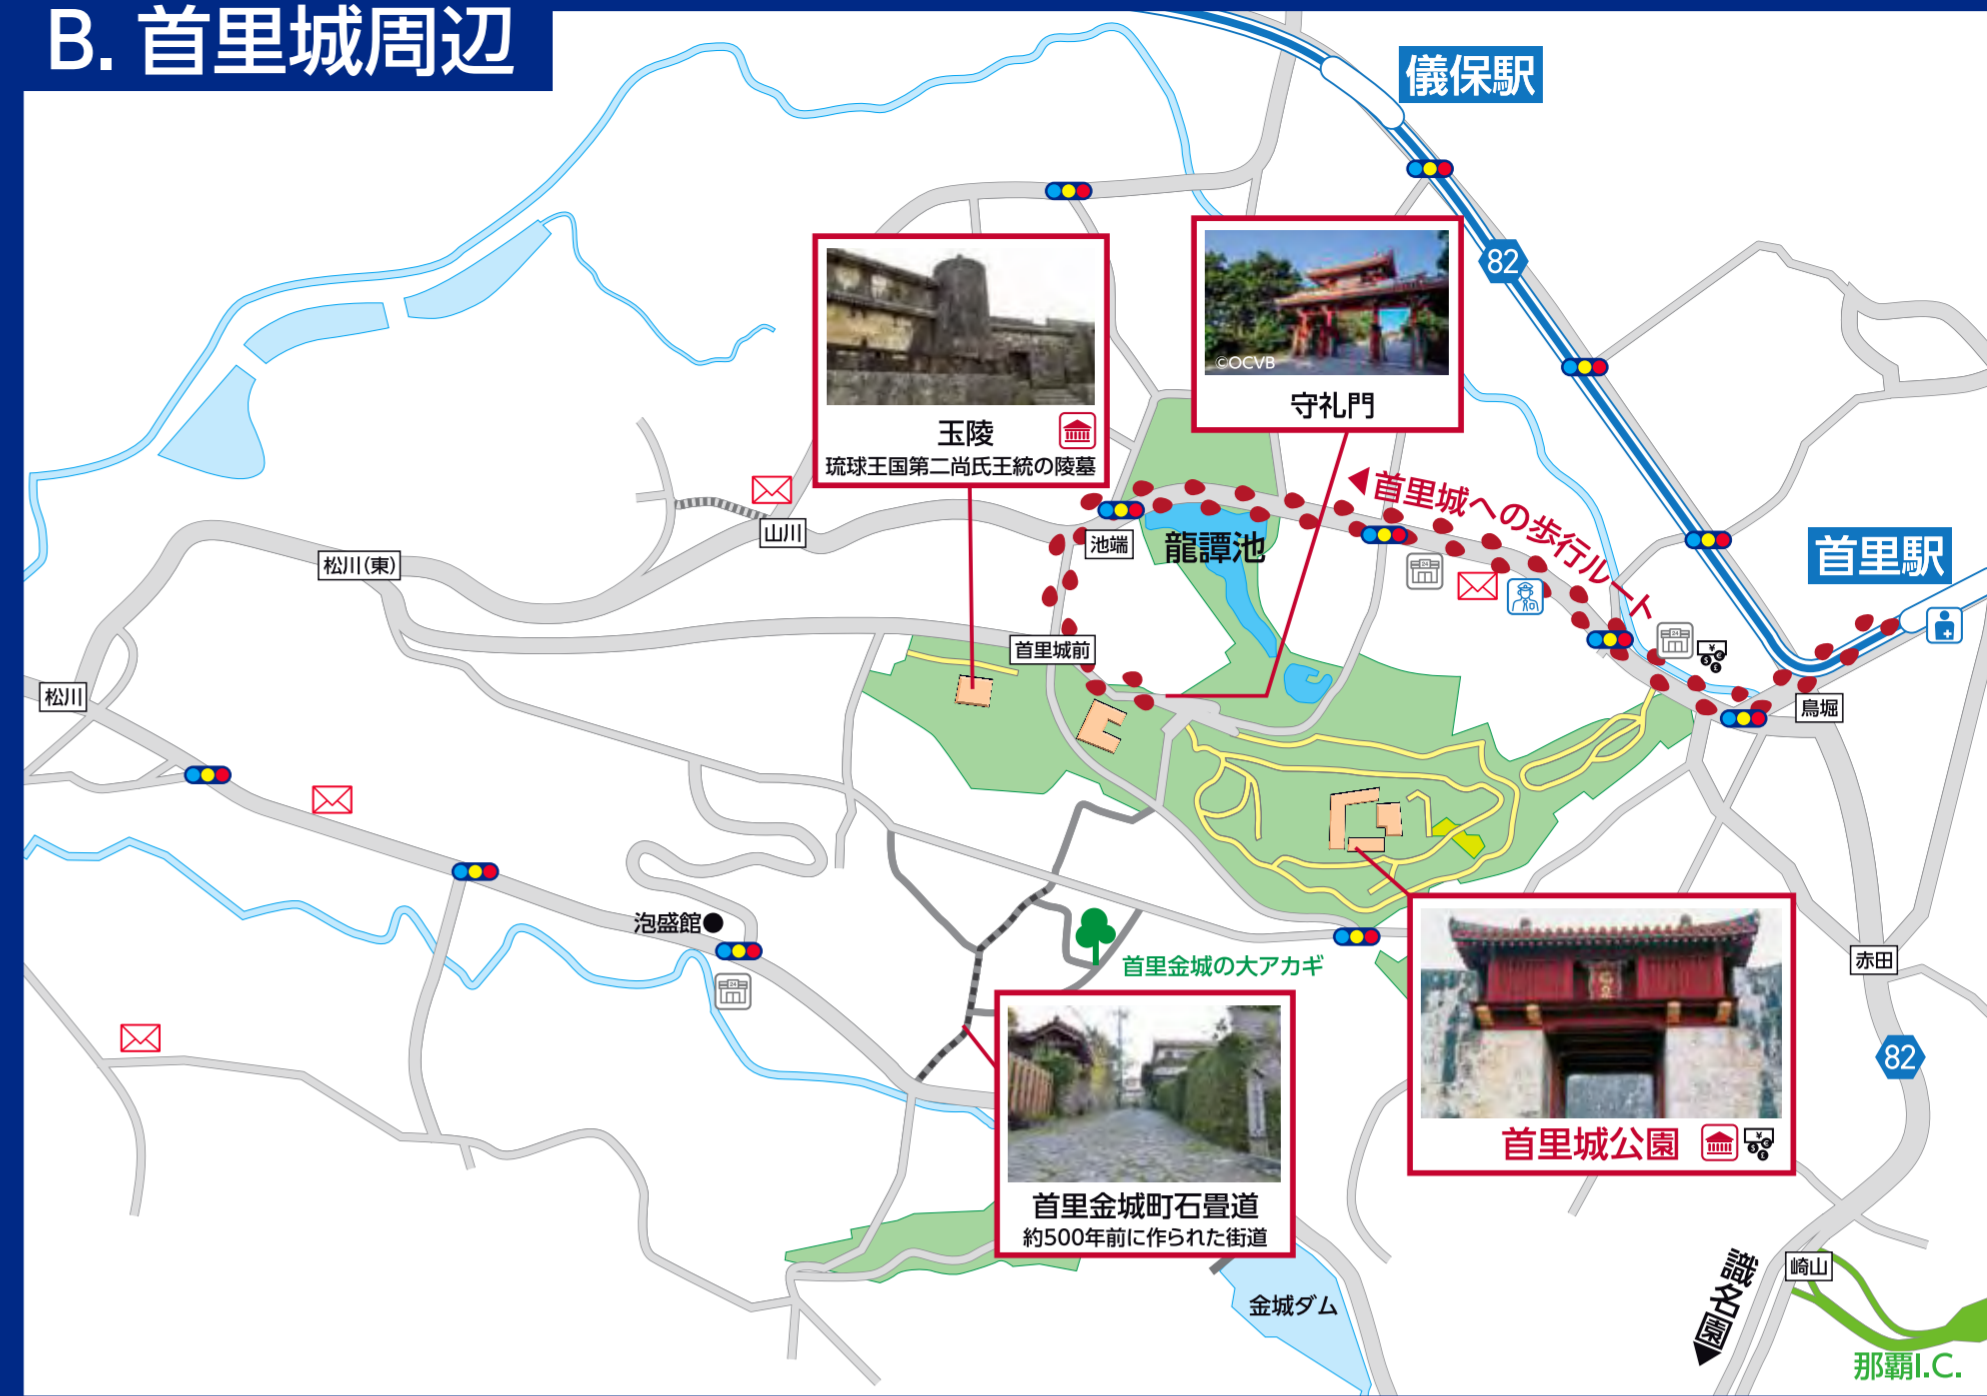 B. 首里城周辺
儀保駅
82
©OCVB
守礼門
玉陵
琉球王国第二尚氏王統の陵墓
首里城への歩行ルート
山川
池端
龍譚池
首里駅
松川(東)
24
24
首里城前
松川
鳥堀
泡盛館
24
首里金城の大アカギ
赤田
82
首里城公園
首里金城町石畳道
約500年前に作られた街道
崎山
識名園
金城ダム
那覇I.C.